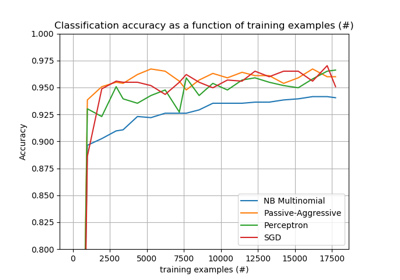 Classification accuracy as a function of training examples (#)
1.000
0.975
0.950
0.925
0.900
0.875
0.850
0.825
0.800
Accuracy
NB Multinomial
Passive-Aggressive
Perceptron
SGD
0 2500 5000 7500 10000 12500 15000 17500
training examples (#)